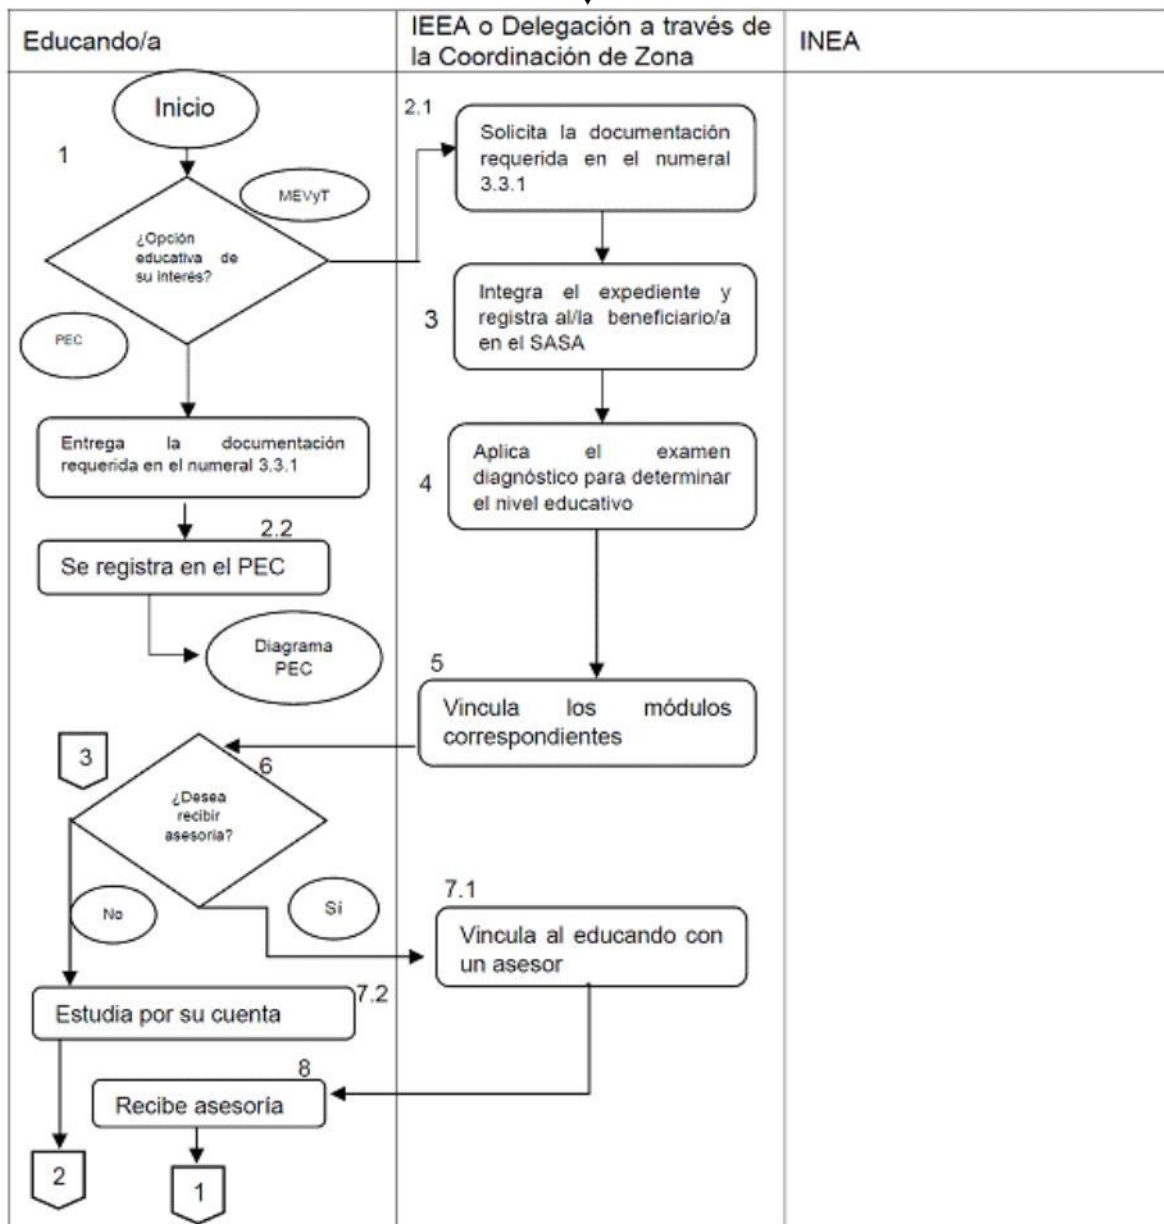 Educando/a
IEEA o Delegación a través de
la Coordinación de Zona
INEA
Inicio
1
MEVyT
¿Opción
educativa de
su interés?
PEC
Entrega la documentación
requerida en el numeral 3.3.1
2.2
Se registra en el PEC
Diagrama
PEC
2.1
Solicita la documentación
requerida en el numeral
3.3.1
3
Integra el expediente y
registra al/la beneficiario/a
en el SASA
4
Aplica el examen
diagnóstico para determinar
el nivel educativo
5
Vincula los módulos
correspondientes
3
6
¿Desea
recibir
asesoría?
No
Sí
7.1
Vincula al educando con
un asesor
7.2
Estudia por su cuenta
8
Recibe asesoría
2
1